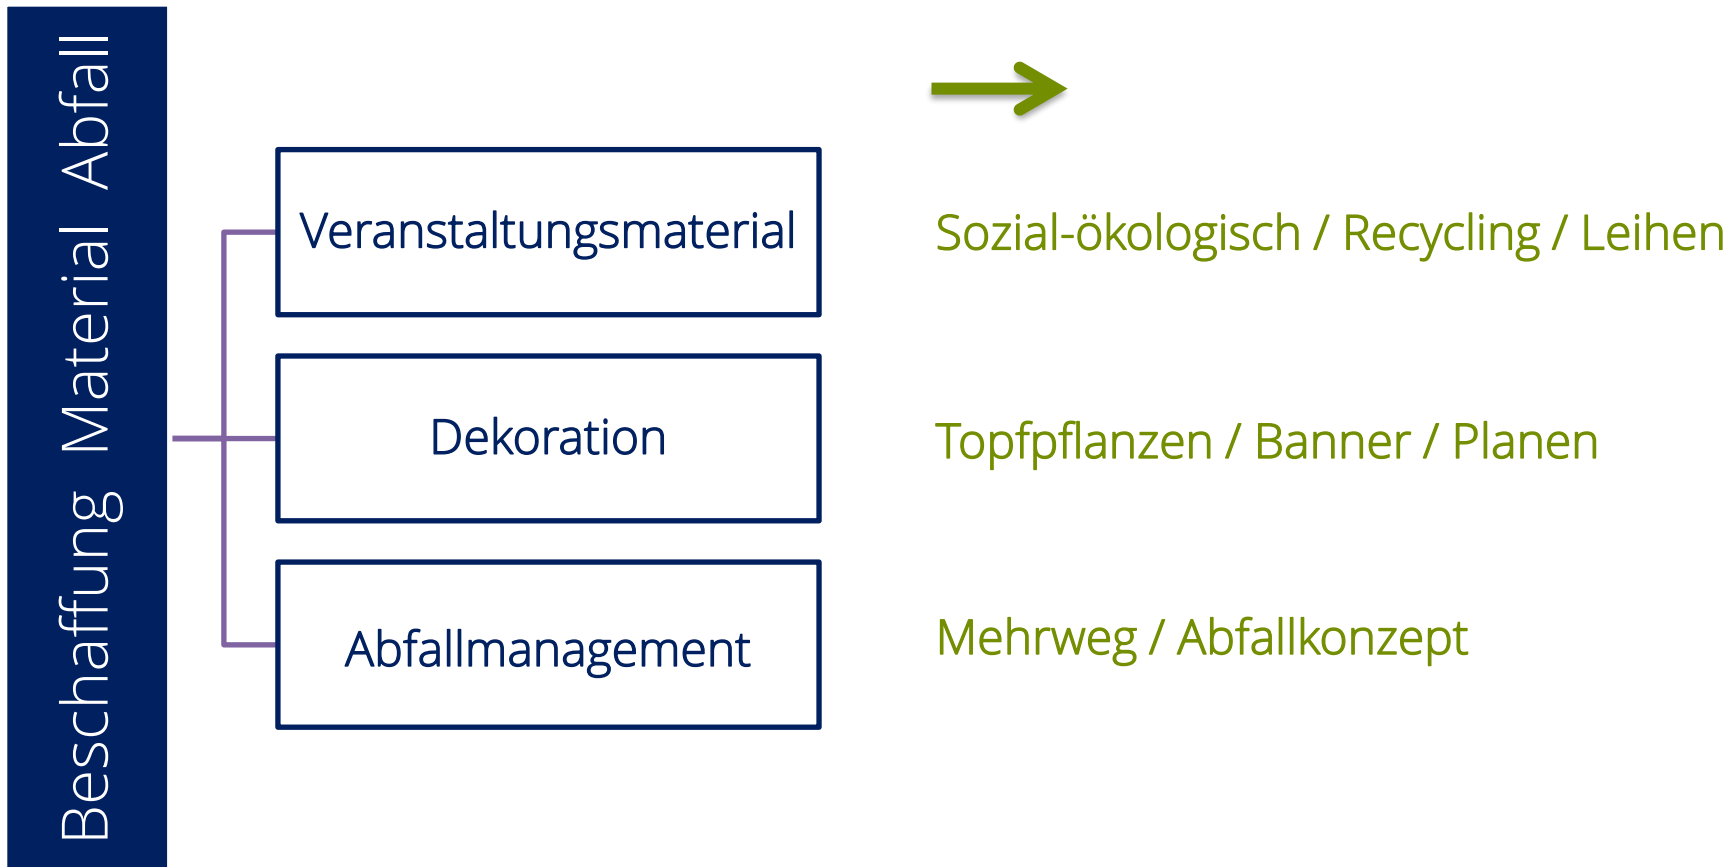 Beschaffung Material Abfall
Veranstaltungsmaterial
Sozial-ökologisch / Recycling / Leihen
Dekoration
Topfpflanzen / Banner / Planen
Abfallmanagement
Mehrweg / Abfallkonzept